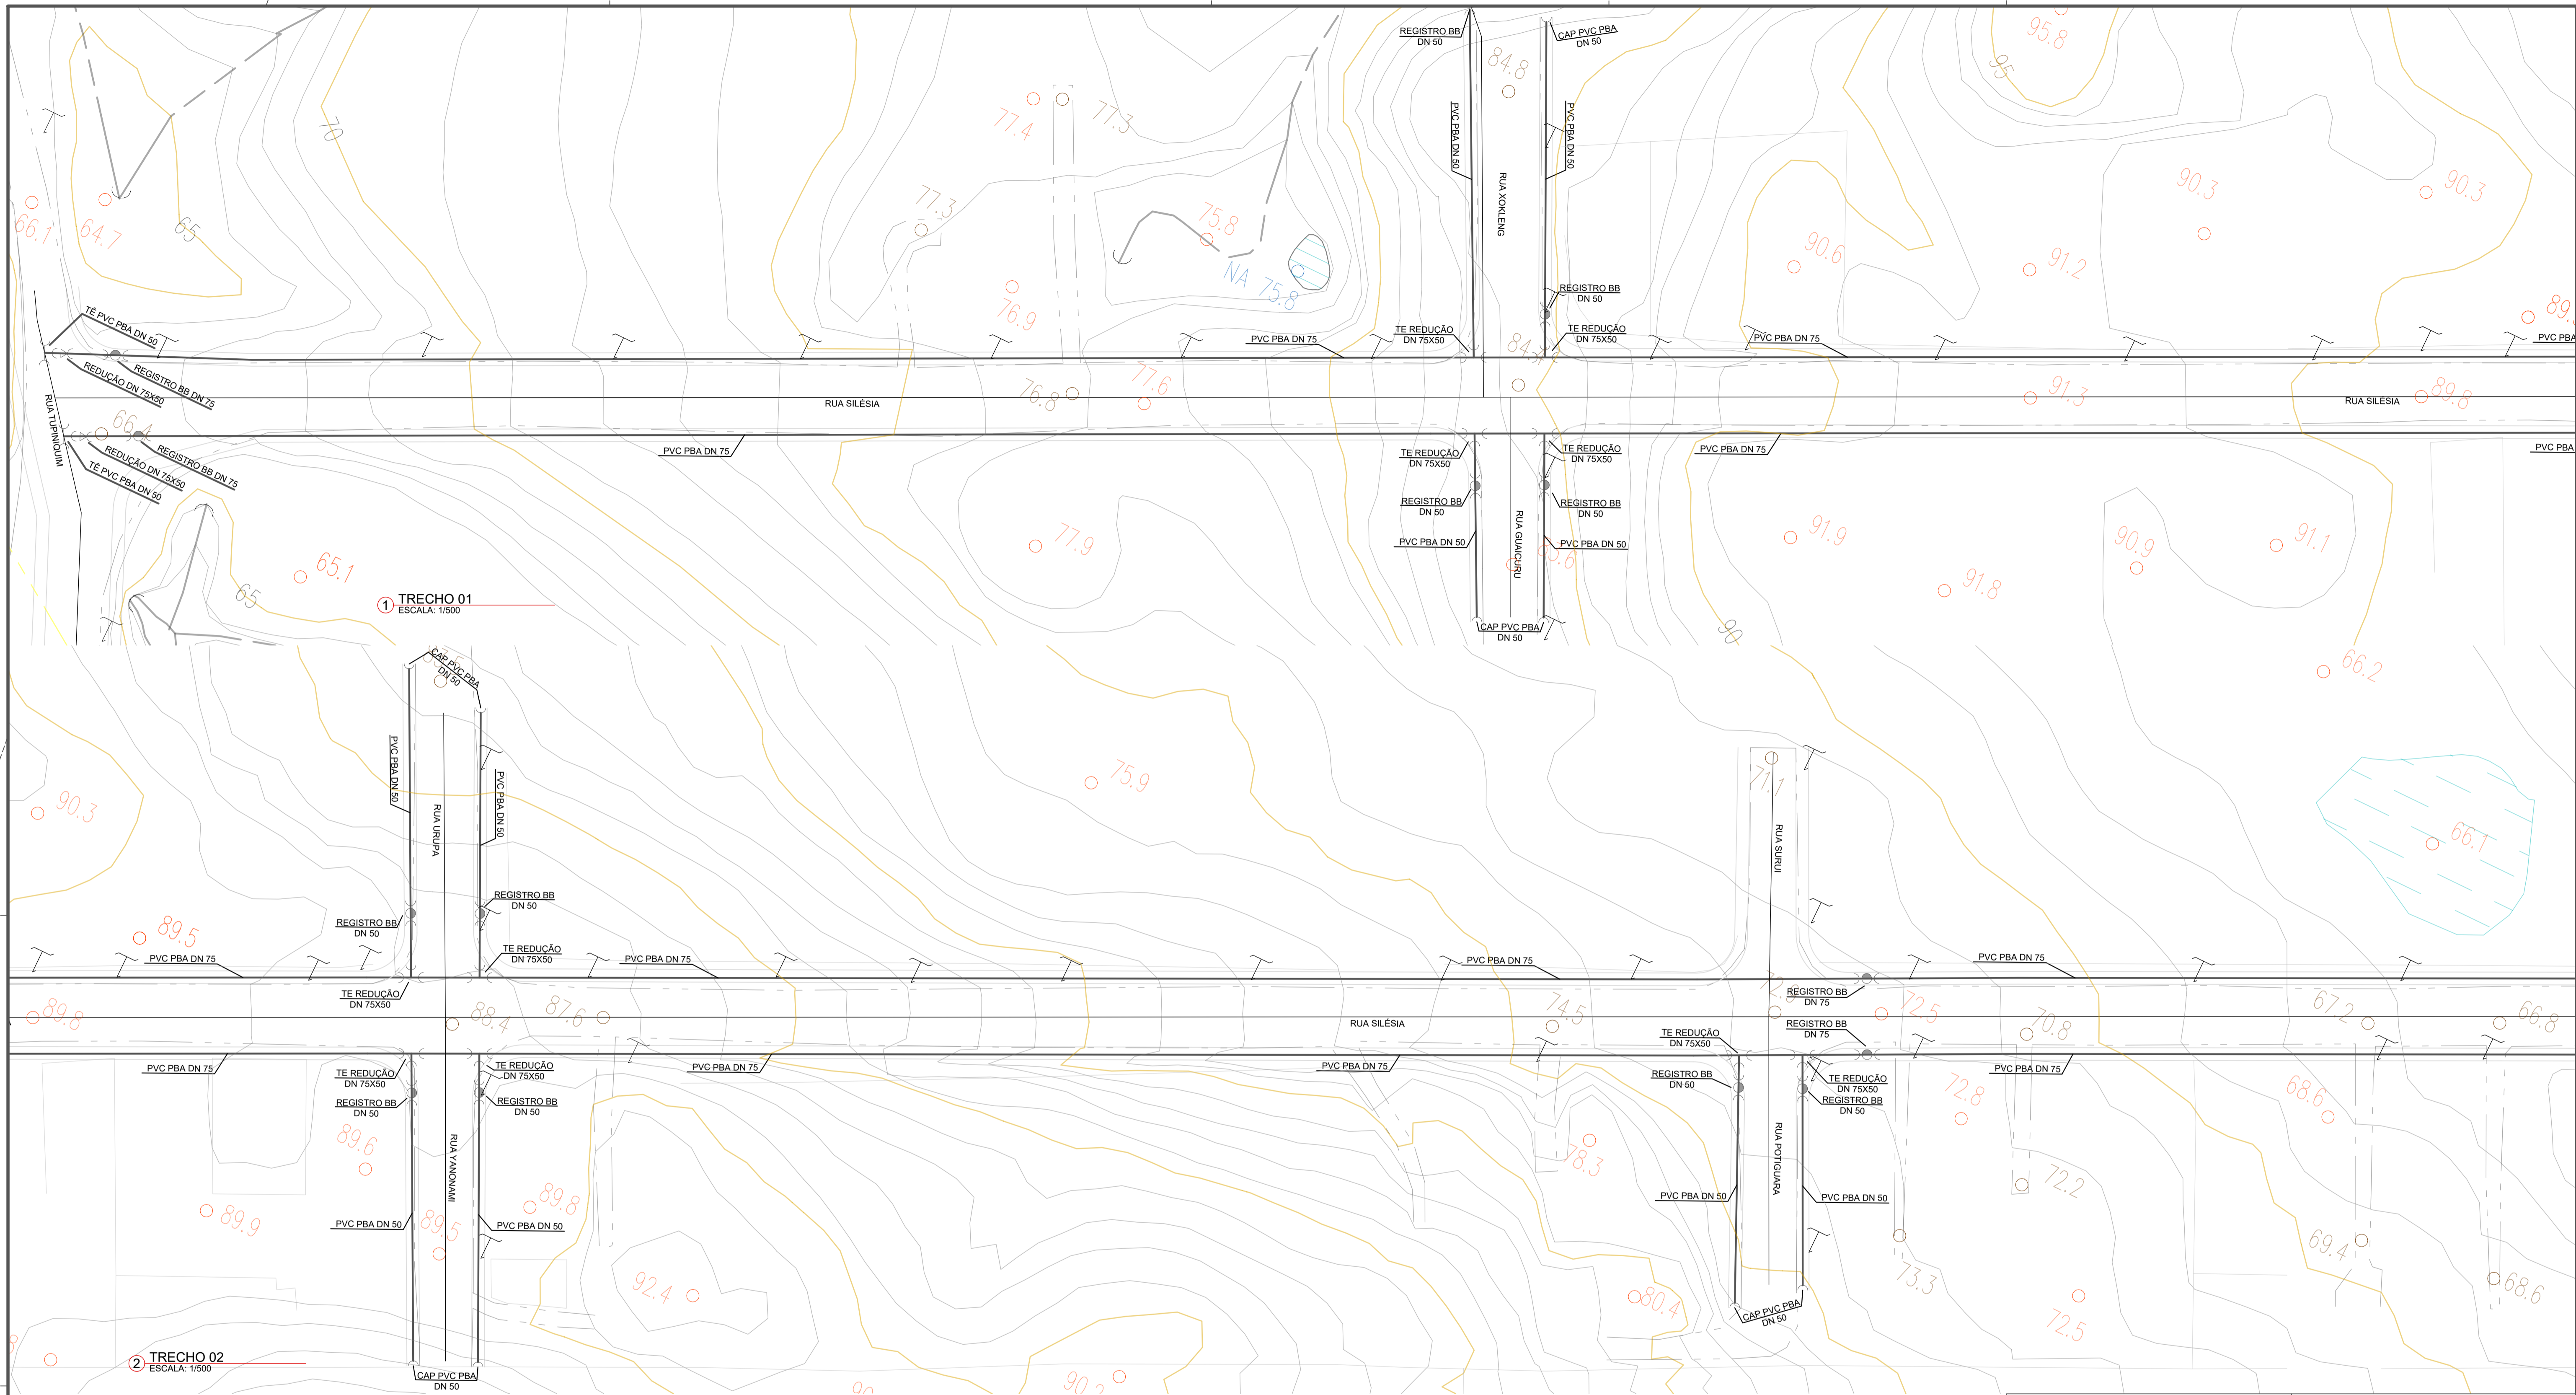 95.8
REGISTRO BB
DN 50
CAP PVC PBA
DN 50
84.8
95
70
77.4
77.3
PVC PBA DN 50
PVC PBA DN 50
RUA XOKLENG
66.1
64.7
65
77.3
75.8
NA 75.8
90.3
90.3
90.6
91.2
76.9
REGISTRO BB
DN 50
TÊ PVC PBA DN 50
REDUÇÃO DN 75X50
REGISTRO BB DN 75
PVC PBA DN 75
TE REDUÇÃO
DN 75X50
TE REDUÇÃO
DN 75X50
PVC PBA DN 75
76.8
77.6
RUA SILÉSIA
91.3
RUA SILÉSIA
89.8
RUA TUPINIQUIM
66.4
REGISTRO BB DN 75
REDUÇÃO DN 75X50
TÊ PVC PBA DN 50
PVC PBA DN 75
TE REDUÇÃO
DN 75X50
TE REDUÇÃO
DN 75X50
PVC PBA DN 75
PVC PBA
REGISTRO BB
DN 50
REGISTRO BB
DN 50
RUA GUAICURU
PVC PBA DN 50
PVC PBA DN 50
77.9
91.9
90.9
91.1
91.8
65.1
65
1 TRECHO 01
ESCALA: 1/500
CAP PVC PBA
DN 50
90
CAP PVC PBA
DN 50
66.2
PVC PBA DN 50
PVC PBA DN 50
RUA URUPA
75.9
71.1
RUA SURUI
90.3
66.1
REGISTRO BB
DN 50
REGISTRO BB
DN 50
89.5
PVC PBA DN 75
TE REDUÇÃO
DN 75X50
PVC PBA DN 75
PVC PBA DN 75
PVC PBA DN 75
TE REDUÇÃO
DN 75X50
REGISTRO BB
DN 75
89.8
88.4
87.6
RUA SILÉSIA
74.5
REGISTRO BB
DN 75
72.5
70.8
67.2
66.8
PVC PBA DN 75
TE REDUÇÃO
DN 75X50
TE REDUÇÃO
DN 75X50
PVC PBA DN 75
PVC PBA DN 75
TE REDUÇÃO
DN 75X50
REGISTRO BB
DN 50
TE REDUÇÃO
DN 75X50
PVC PBA DN 75
REGISTRO BB
DN 50
REGISTRO BB
DN 50
REGISTRO BB
DN 50
72.8
68.6
89.6
RUA YANONAMI
78.3
RUA POTIGUARA
72.2
PVC PBA DN 50
PVC PBA DN 50
89.9
89.5
89.8
PVC PBA DN 50
PVC PBA DN 50
69.4
73.3
68.6
92.4
80.4
CAP PVC PBA
DN 50
72.5
2 TRECHO 02
ESCALA: 1/500
CAP PVC PBA
DN 50